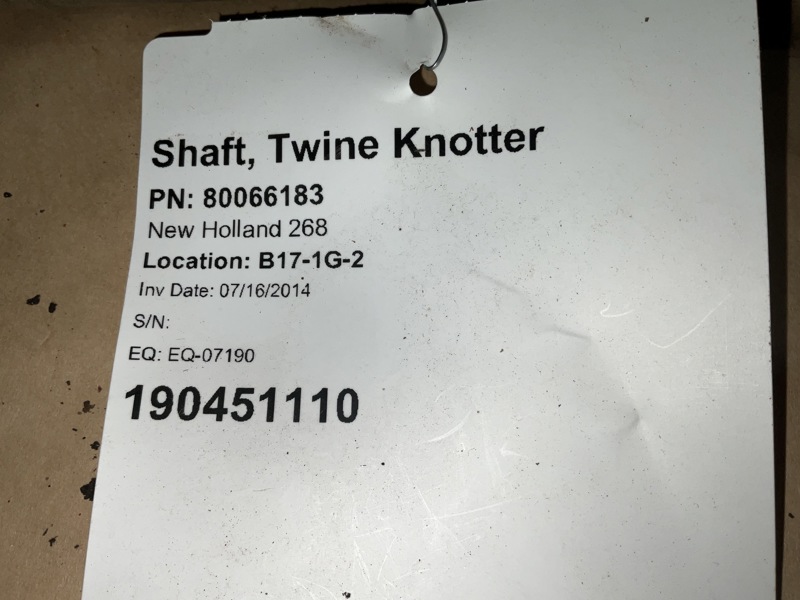 Shaft, Twine Knotter
PN: 80066183
New Holland 268
Location: B17-1G-2
Inv Date: 07/16/2014
S/N:
EQ: EQ-07190
190451110